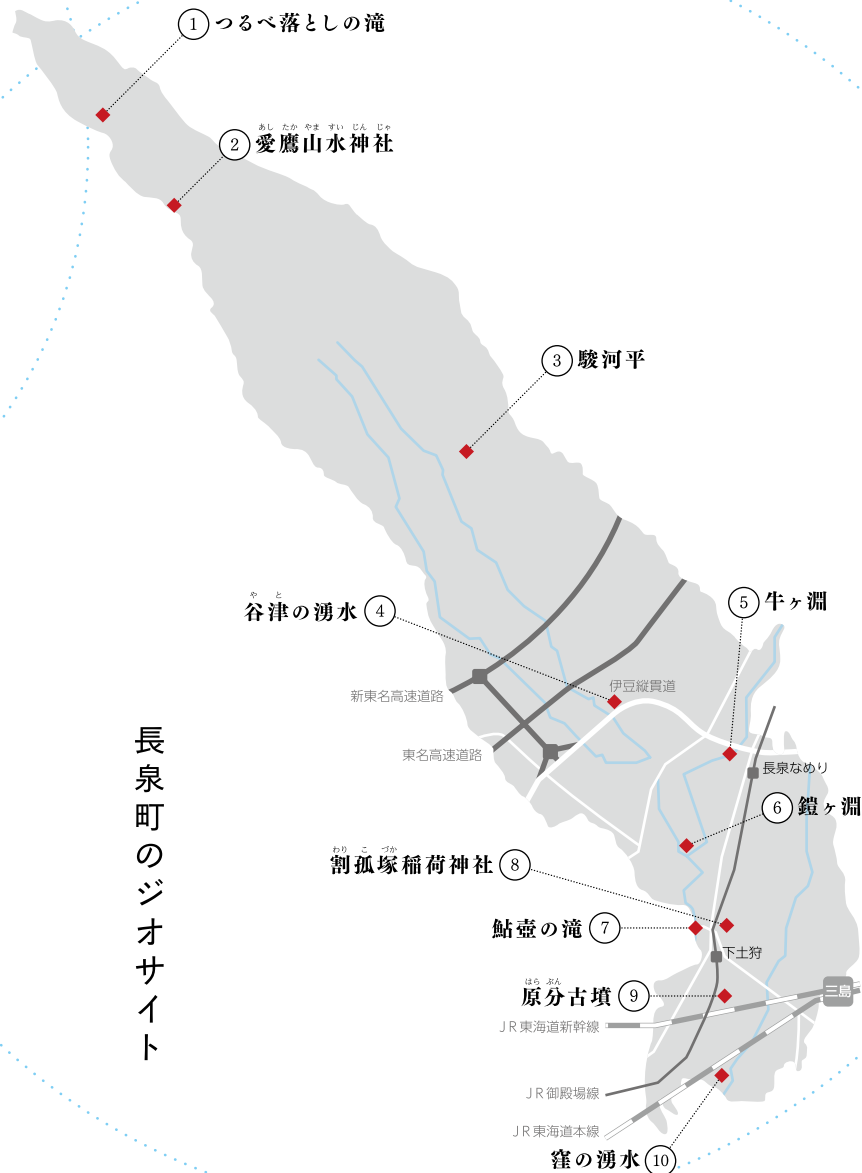 1 つるべ落としの滝
あし たか やま すい じん じゃ
2 愛鷹山水神社
3 駿河平
や と
谷津の湧水 4
5 牛ヶ淵
伊豆縦貫道
新東名高速道路
東名高速道路
長泉なめり
6 鎧ヶ淵
わり こ づか
割孤塚稲荷神社 8
鮎壺の滝 7
下土狩
はら ぶん
原分古墳 9
三島
JR東海道新幹線
JR御殿場線
JR東海道本線
窪の湧水 10
長泉町のジオサイト